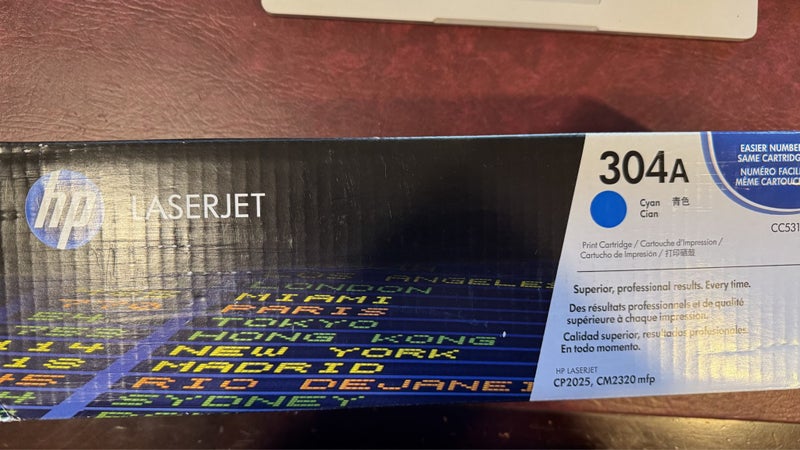 hp LASERJET
304A
Cyan 青色
Cian
EASIER NUMBE
SAME CARTRIDG
NUMÉRO FACIL
MÊME CARTOUC
CC531
Print Cartridge / Cartouche d'Impression /
Cartucho de Impresión / 打印硒鼓
Superior, professional results. Every time.
Des résultats professionnels et de qualité
supérieure à chaque impression.
Calidad superior, resultados profesionales.
En todo momento.
HP LASERJET
CP2025, CM2320 mfp
LOS ANGELES
LONDON
MIAMI
PARIS
TOKYO
HONG KONG
114 NEW YORK
MADRID
RIO DEJANEI
SYDNEY